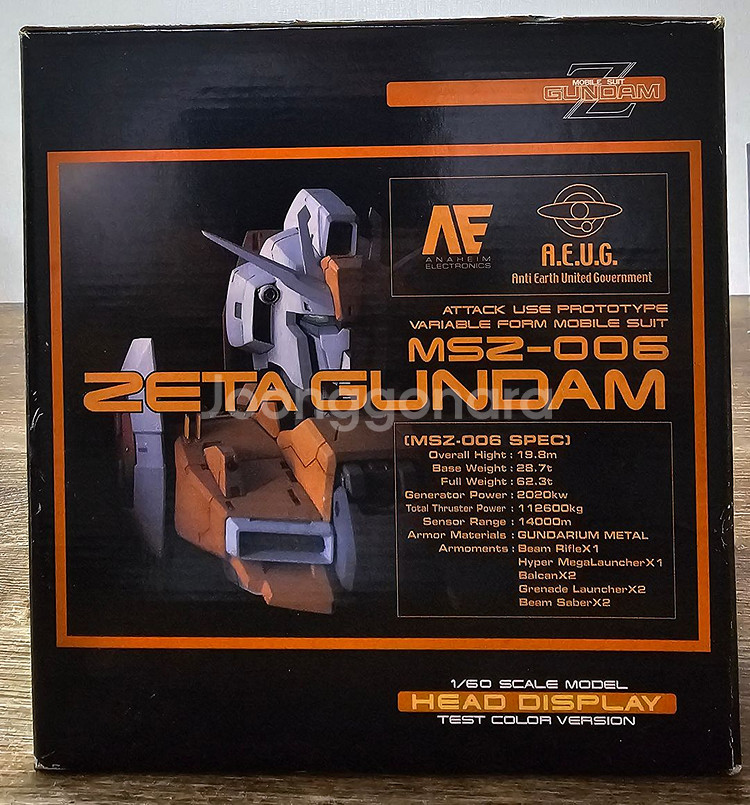 MOBILE SUIT
Z
GUNDAM
AE
ANAHEIM
ELECTRONICS
A.E.U.G.
Anti Earth United Government
ATTACK USE PROTOTYPE
VARIABLE FORM MOBILE SUIT
MSZ-006
ZETA GUNDAM
Joonggonara
[MSZ-006 SPEC]
Overall Hight : 19.8m
Base Weight : 28.7t
Full Weight : 62.3t
Generator Power : 2020kw
Total Thruster Power : 112600kg
Sensor Range : 14000m
Armor Materials : GUNDARIUM METAL
Armoments : Beam RifleX1
Hyper MegaLauncherX1
BalcanX2
Grenade LauncherX2
Beam SaberX2
1/60 SCALE MODEL
HEAD DISPLAY
TEST COLOR VERSION